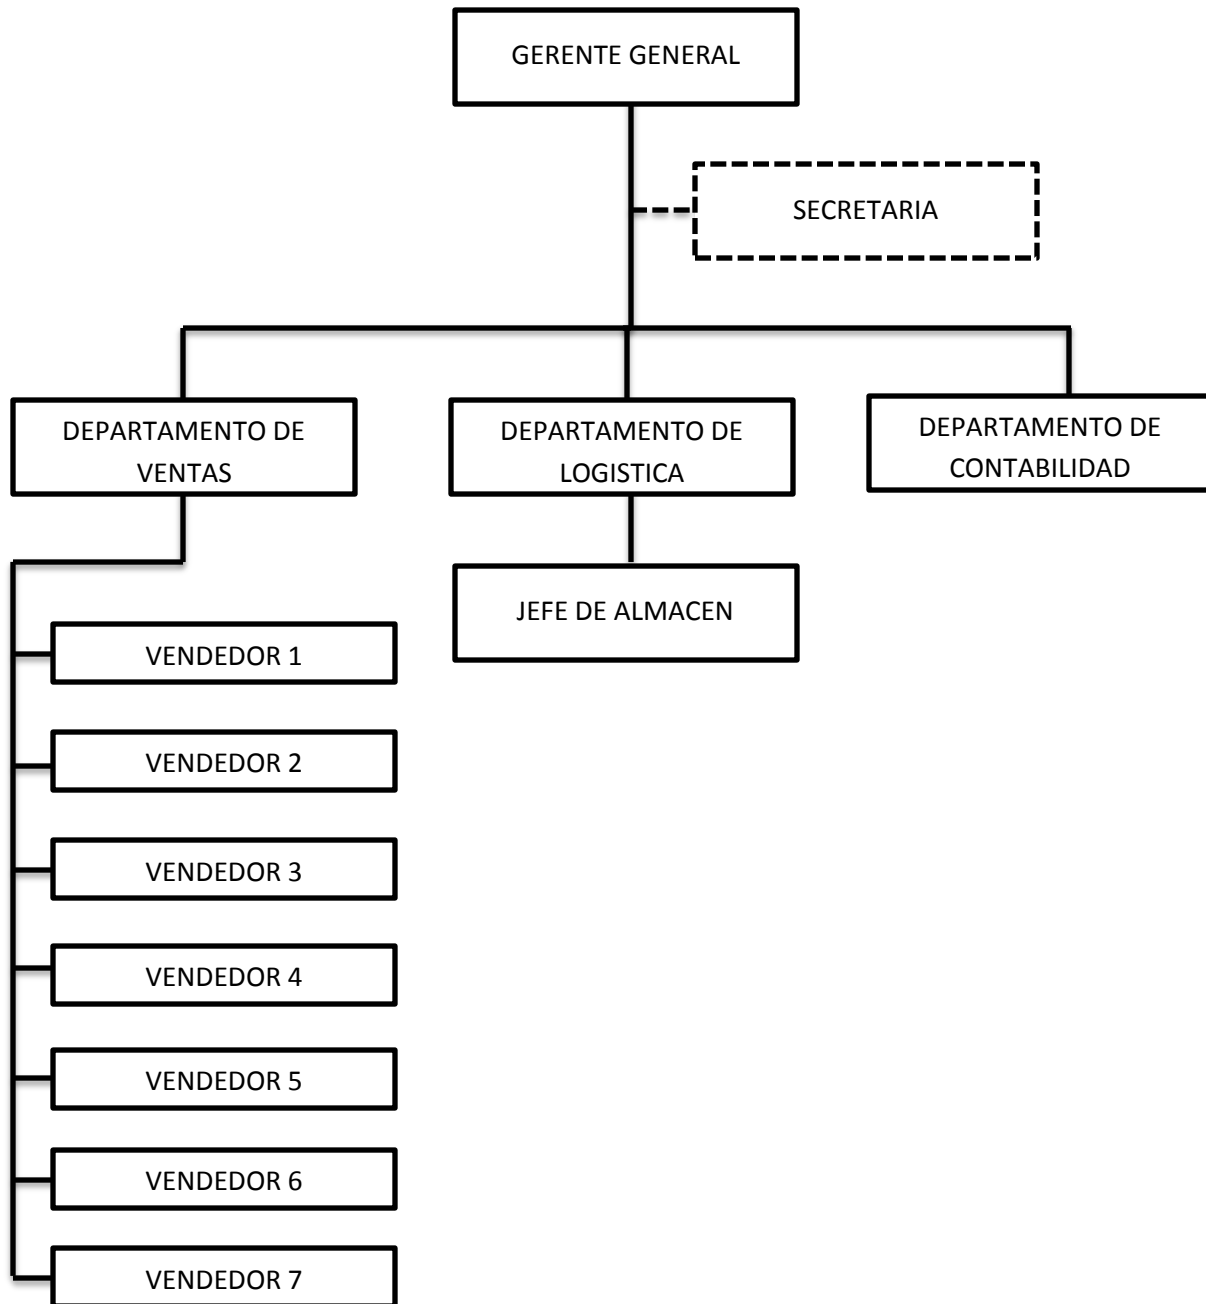 GERENTE GENERAL
SECRETARIA
DEPARTAMENTO DE
VENTAS
DEPARTAMENTO DE
LOGISTICA
DEPARTAMENTO DE
CONTABILIDAD
JEFE DE ALMACEN
VENDEDOR 1
VENDEDOR 2
VENDEDOR 3
VENDEDOR 4
VENDEDOR 5
VENDEDOR 6
VENDEDOR 7